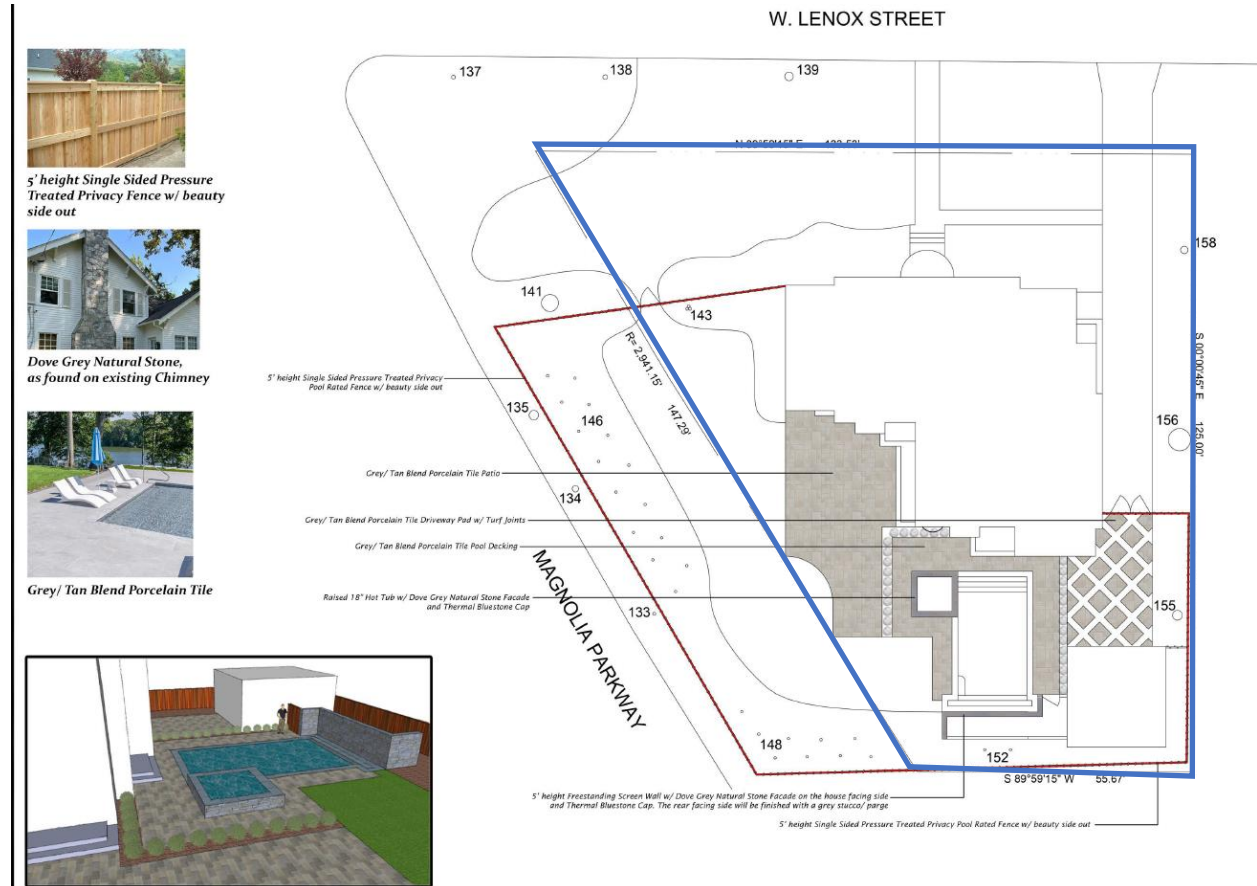 W. LENOX STREET
137
138
139
5' height Single Sided Pressure
Treated Privacy Fence w/ beauty
side out
158
141
143
Dove Grey Natural Stone,
as found on existing Chimney
R= 2,941.15'
147.29'
S 00°00'45" E 125.00'
5' height Single Sided Pressure Treated Privacy
Pool Rated Fence w/ beauty side out
135
146
156
Grey/ Tan Blend Porcelain Tile Patio
134
Grey/ Tan Blend Porcelain Tile Driveway Pad w/ Turf Joints
Grey/ Tan Blend Porcelain Tile Pool Decking
Grey/ Tan Blend Porcelain Tile
Raised 18" Hot Tub w/ Dove Grey Natural Stone Facade
and Thermal Bluestone Cap
133
155
MAGNOLIA PARKWAY
148
152
S 89°59'15" W 55.67'
5' height Freestanding Screen Wall w/ Dove Grey Natural Stone Facade on the house facing side
and Thermal Bluestone Cap. The rear facing side will be finished with a grey stucco/ parge
5' height Single Sided Pressure Treated Privacy Pool Rated Fence w/ beauty side out